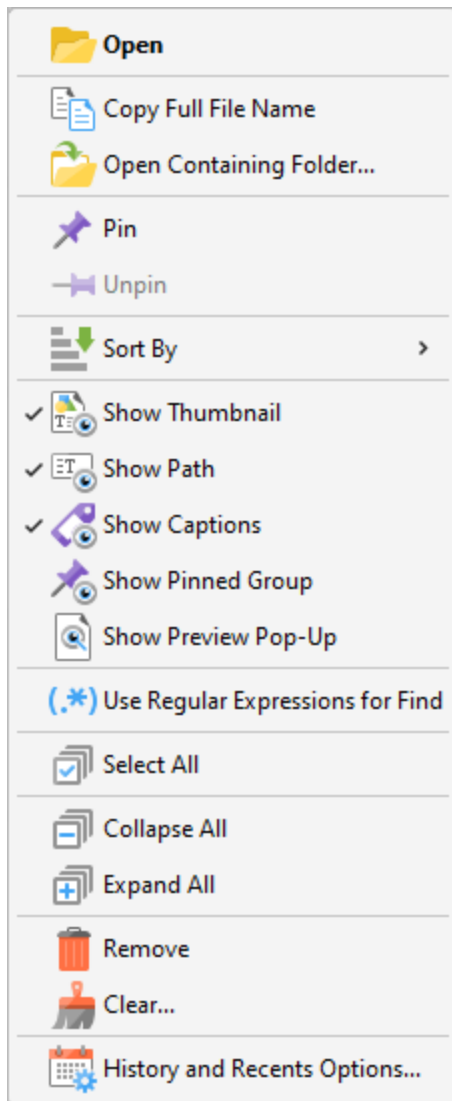 Open
Copy Full File Name
Open Containing Folder...
Pin
Unpin
Sort By
Show Thumbnail
Show Path
Show Captions
Show Pinned Group
Show Preview Pop-Up
(.*) Use Regular Expressions for Find
Select All
Collapse All
Expand All
Remove
Clear...
History and Recents Options...